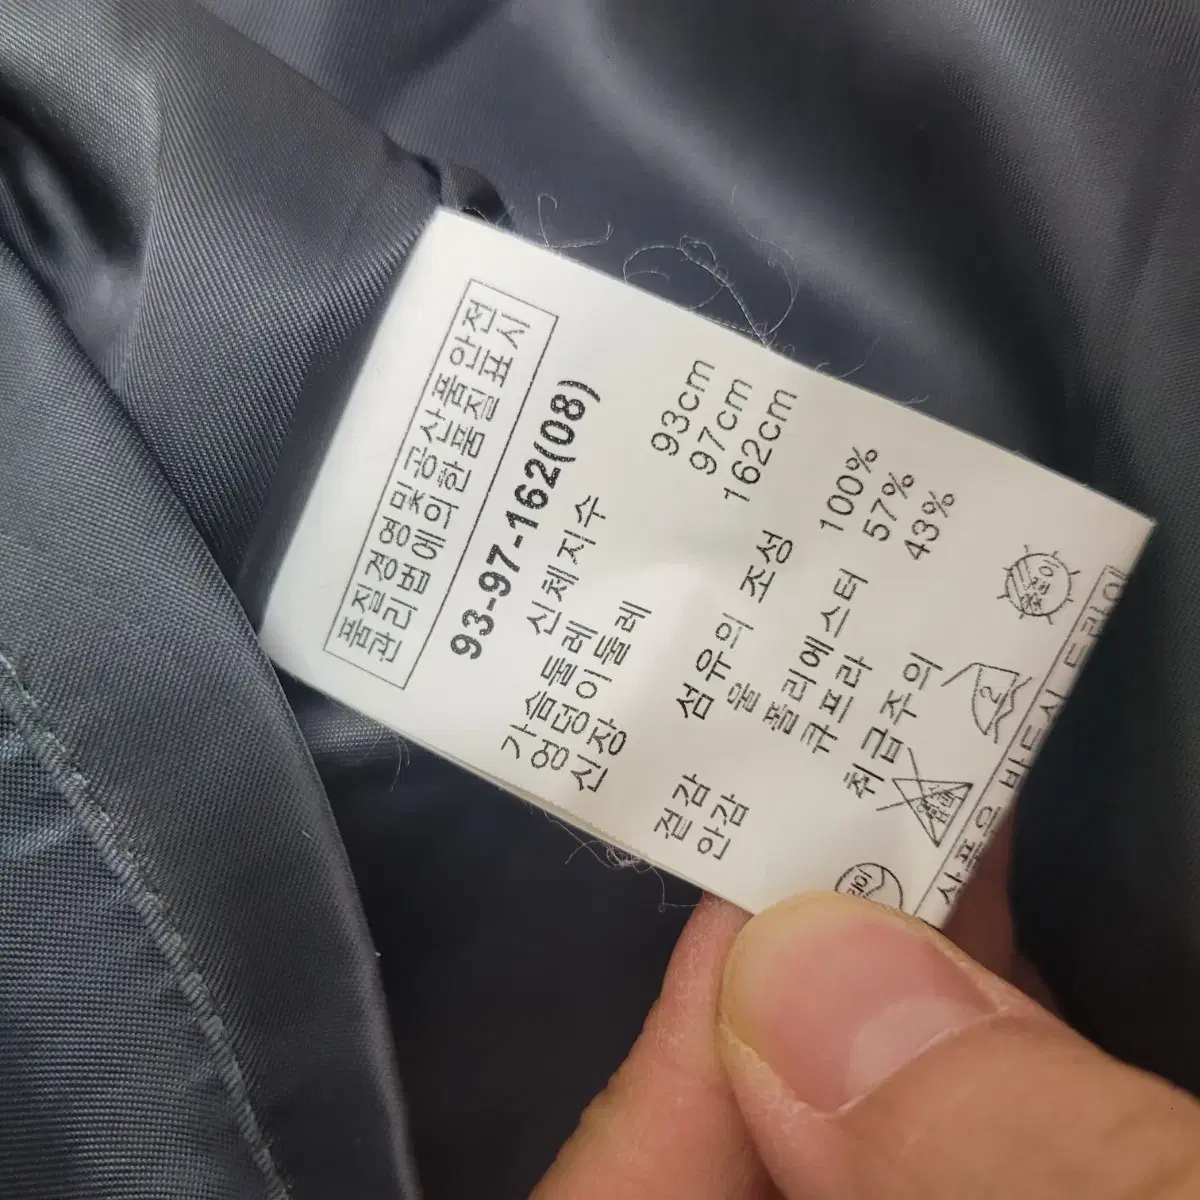 품질경영및공산품안전
관리법에의한품질표시
93-97-162(08)
신체지수
가슴둘레 93cm
엉덩이둘레 97cm
신장 162cm
섬유의 조성
겉감 울 100%
안감 폴리에스터 57%
큐프라 43%
취급주의
2